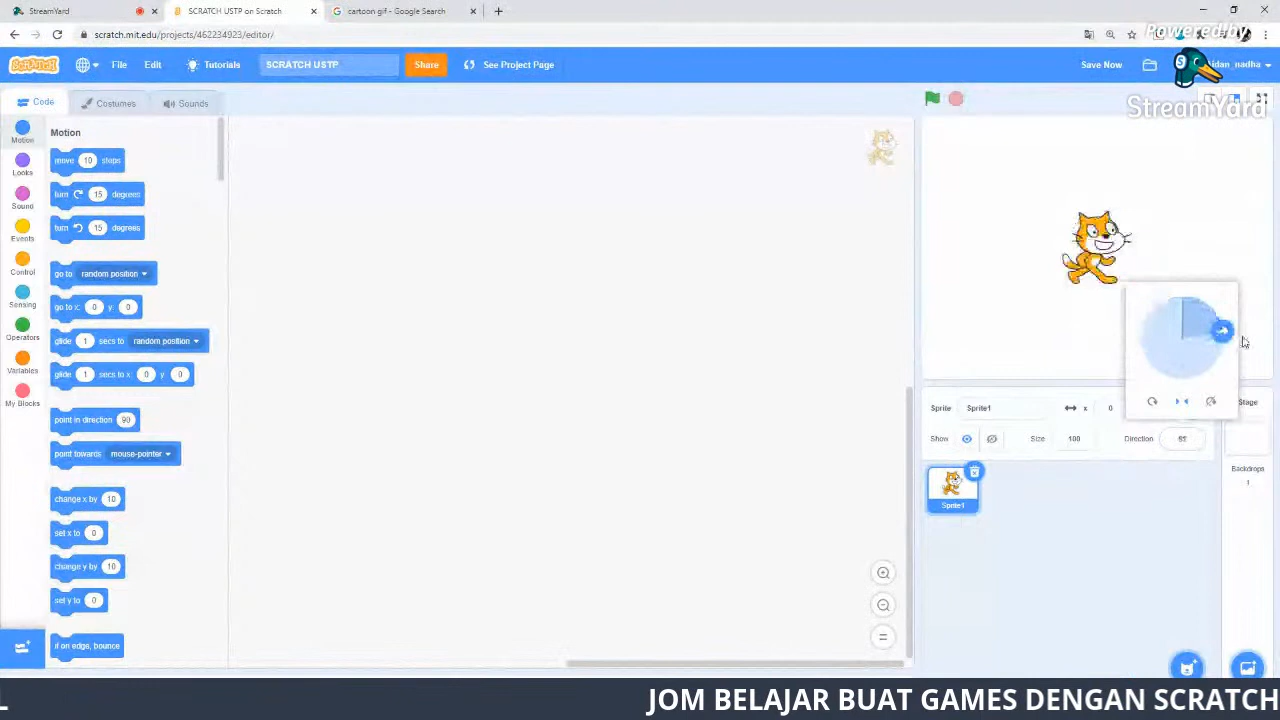 StreamYard
SCRATCH USTP on Scratch
cartoon gif - Google Search
scratch.mit.edu/projects/462234923/editor/
Powered by
SCRATCH
File
Edit
Tutorials
SCRATCH USTP
Share
See Project Page
Save Now
StreamYard
Code
Costumes
Sounds
Motion
Looks
Sound
Events
Control
Sensing
Operators
Variables
My Blocks
Motion
move 10 steps
turn 15 degrees
turn 15 degrees
go to random position
go to x: 0 y: 0
glide 1 secs to random position
glide 1 secs to x: 0 y: 0
point in direction 90
point towards mouse-pointer
change x by 10
set x to 0
change y by 10
set y to 0
if on edge, bounce
Sprite
Sprite1
x 0
Show
Size 100
Direction
Sprite1
Stage
Backdrops
1
L
JOM BELAJAR BUAT GAMES DENGAN SCRATCH